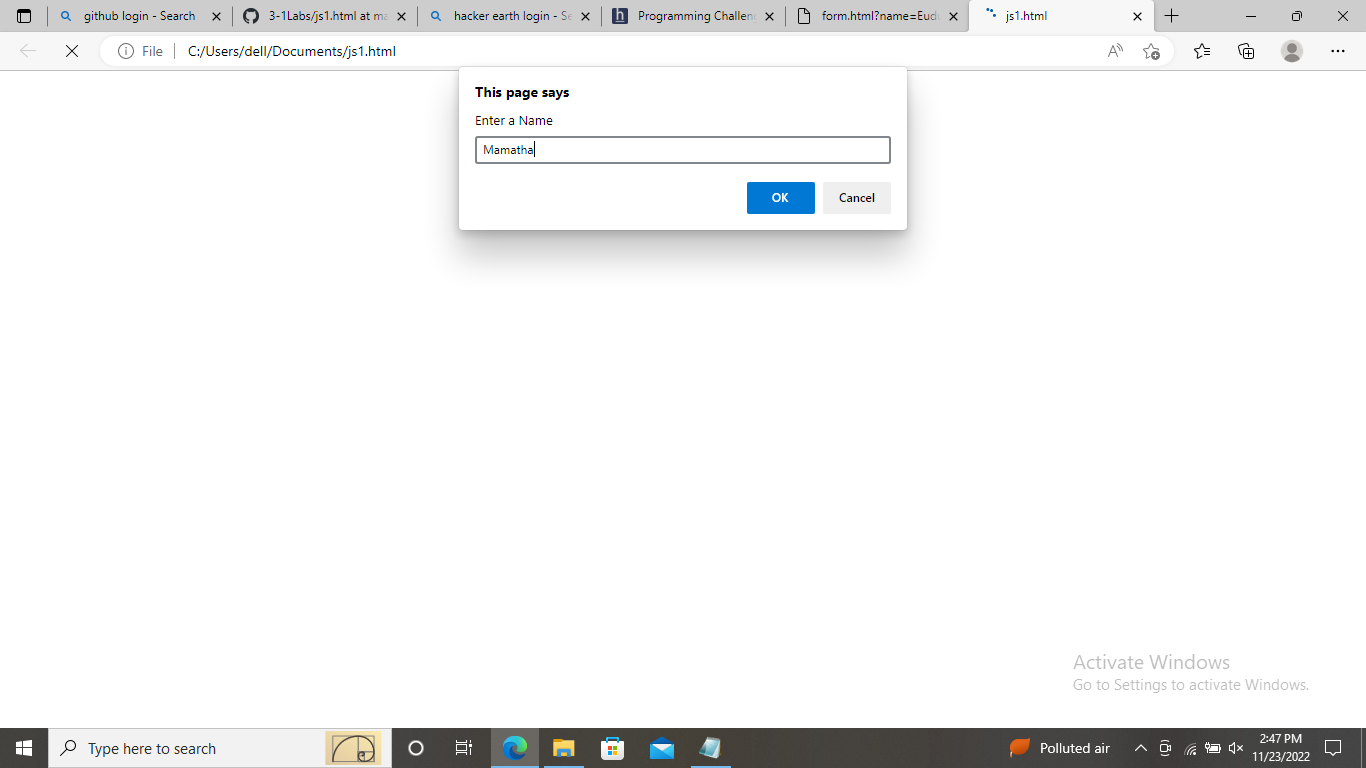 github login - Search
3-1Labs/js1.html at ma
hacker earth login - Se
Programming Challen
form.html?name=Eud
js1.html
File
C:/Users/dell/Documents/js1.html
This page says
Enter a Name
Mamatha
OK
Cancel
Activate Windows
Go to Settings to activate Windows.
Type here to search
Polluted air
2:47 PM
11/23/2022